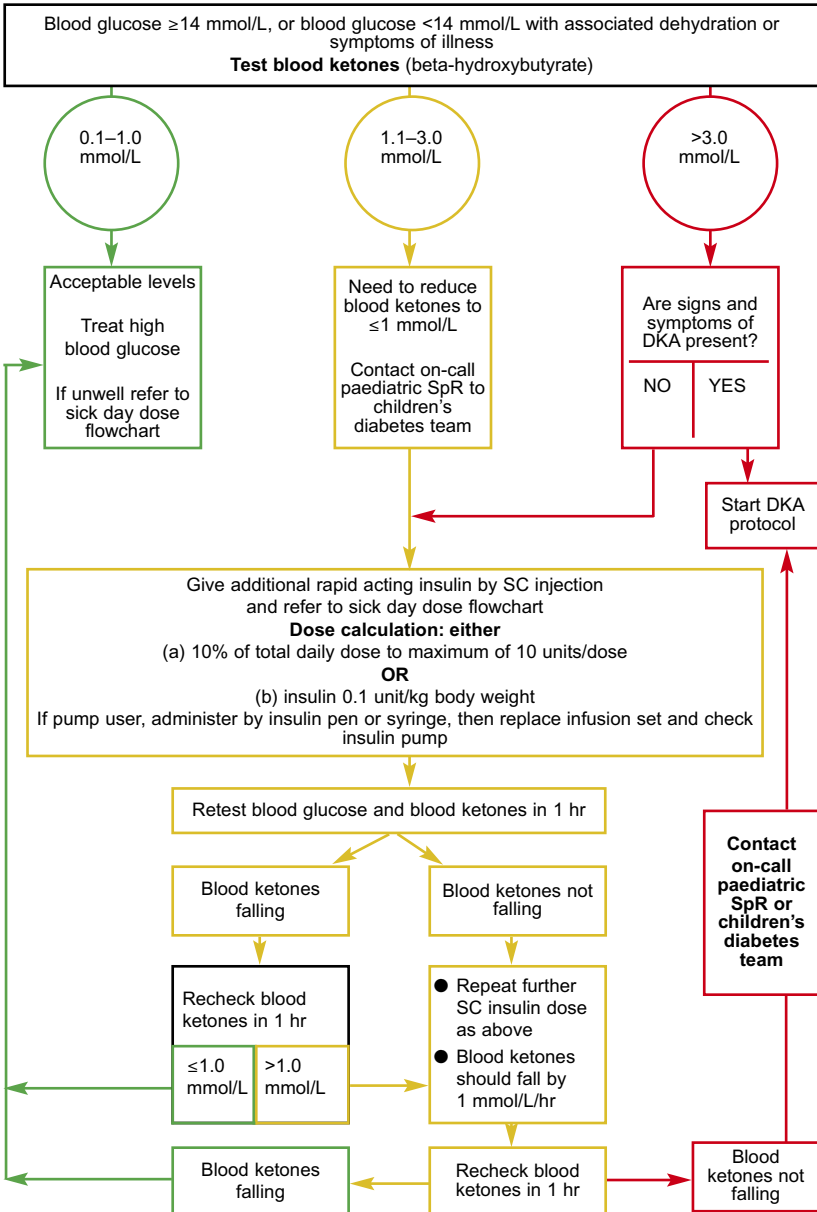 Blood glucose ≥14 mmol/L, or blood glucose <14 mmol/L with associated dehydration or
symptoms of illness
Test blood ketones (beta-hydroxybutyrate)
0.1–1.0
mmol/L
1.1–3.0
mmol/L
>3.0
mmol/L
Acceptable levels
Treat high
blood glucose
If unwell refer to
sick day dose
flowchart
Need to reduce
blood ketones to
≤1 mmol/L
Contact on-call
paediatric SpR to
children's
diabetes team
Are signs and
symptoms of
DKA present?
NO
YES
Start DKA
protocol
Give additional rapid acting insulin by SC injection
and refer to sick day dose flowchart
Dose calculation: either
(a) 10% of total daily dose to maximum of 10 units/dose
OR
(b) insulin 0.1 unit/kg body weight
If pump user, administer by insulin pen or syringe, then replace infusion set and check
insulin pump
Retest blood glucose and blood ketones in 1 hr
Blood ketones
falling
Blood ketones not
falling
Contact
on-call
paediatric
SpR or
children's
diabetes
team
Recheck blood
ketones in 1 hr
≤1.0
mmol/L
>1.0
mmol/L
● Repeat further
SC insulin dose
as above
● Blood ketones
should fall by
1 mmol/L/hr
Blood ketones
falling
Recheck blood
ketones in 1 hr
Blood
ketones not
falling